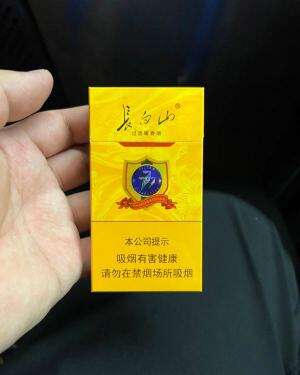 长白山
本公司提示
吸烟有害健康
请勿在禁烟场所吸烟